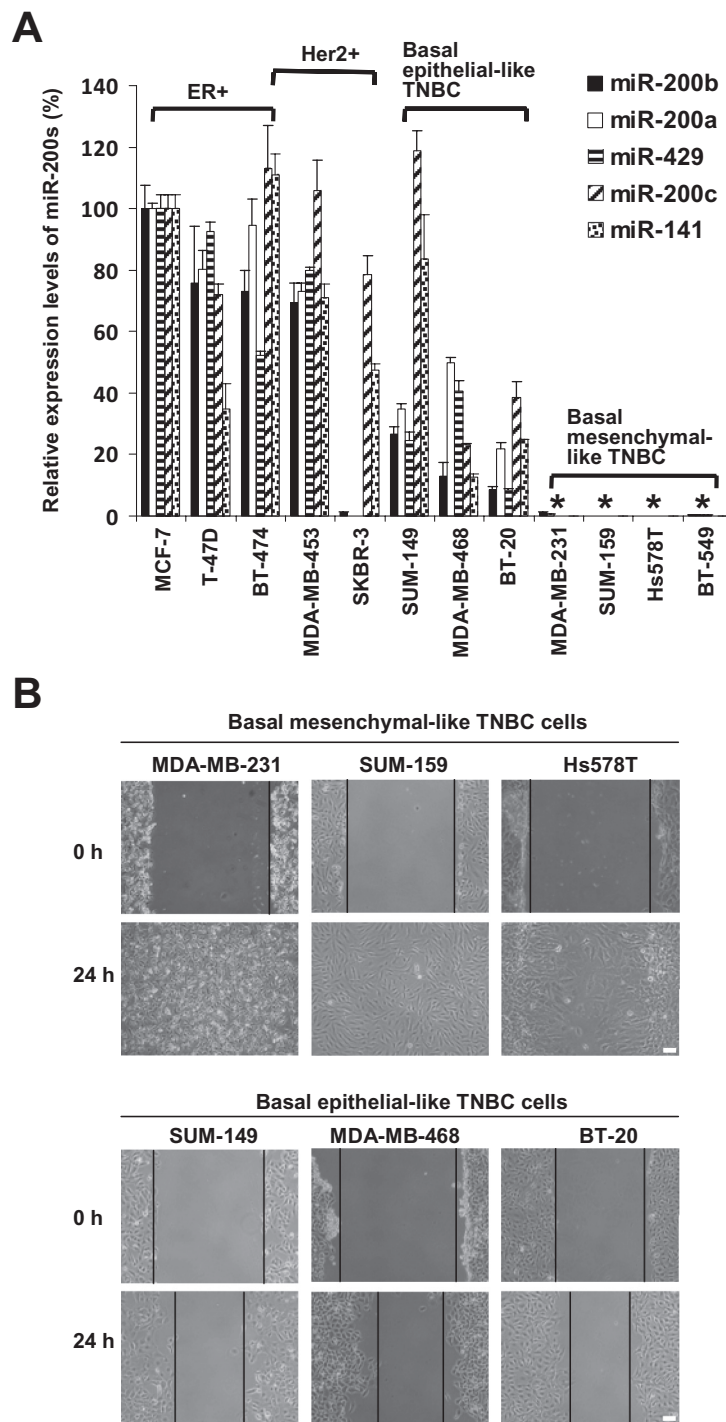 A
Her2+
Basal
epithelial-like
TNBC
ER+
miR-200b
miR-200a
miR-429
miR-200c
miR-141
Relative expression levels of miR-200s (%)
140
120
100
80
60
40
20
0
Basal
mesenchymal-like
TNBC
* * * *
MCF-7
T-47D
BT-474
MDA-MB-453
SKBR-3
SUM-149
MDA-MB-468
BT-20
MDA-MB-231
SUM-159
Hs578T
BT-549
B
Basal mesenchymal-like TNBC cells
MDA-MB-231 SUM-159 Hs578T
0 h
24 h
Basal epithelial-like TNBC cells
SUM-149 MDA-MB-468 BT-20
0 h
24 h